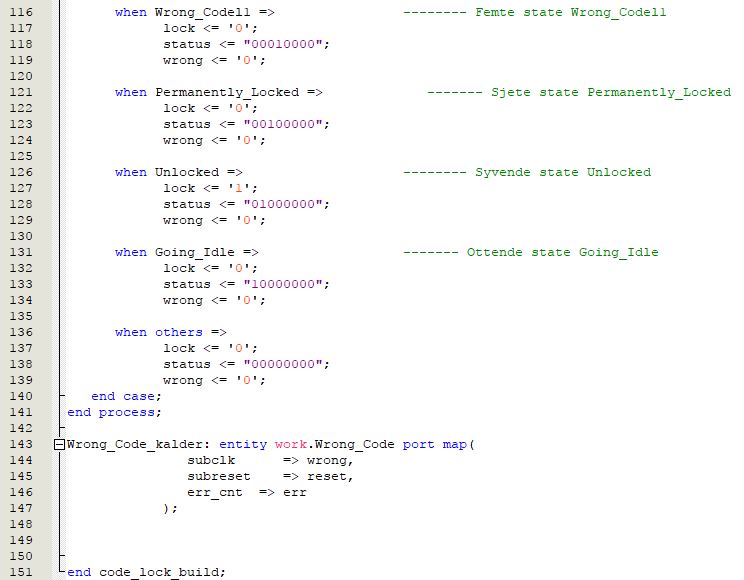 116 when Wrong_Code11 => -------- Femte state Wrong_Code11
117 lock <= '0';
118 status <= "00010000";
119 wrong <= '0';
120
121 when Permanently_Locked => ------- Sjete state Permanently_Locked
122 lock <= '0';
123 status <= "00100000";
124 wrong <= '0';
125
126 when Unlocked => -------- Syvende state Unlocked
127 lock <= '1';
128 status <= "01000000";
129 wrong <= '0';
130
131 when Going_Idle => ------- Ottende state Going_Idle
132 lock <= '0';
133 status <= "10000000";
134 wrong <= '0';
135
136 when others =>
137 lock <= '0';
138 status <= "00000000";
139 wrong <= '0';
140 end case;
141 end process;
142
143 Wrong_Code_kalder: entity work.Wrong_Code port map(
144 subclk => wrong,
145 subreset => reset,
146 err_cnt => err
147 );
148
149
150
151 end code_lock_build;